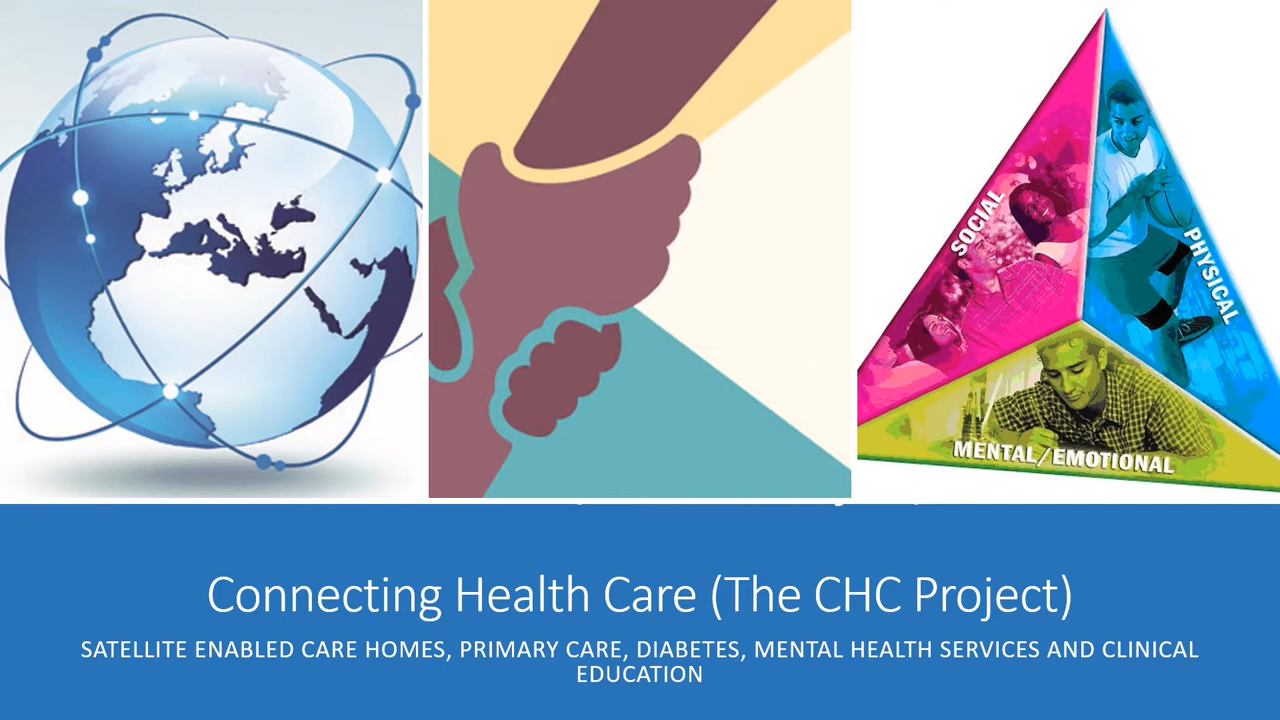 SOCIAL
PHYSICAL
MENTAL/EMOTIONAL
Connecting Health Care (The CHC Project)
SATELLITE ENABLED CARE HOMES, PRIMARY CARE, DIABETES, MENTAL HEALTH SERVICES AND CLINICAL
EDUCATION